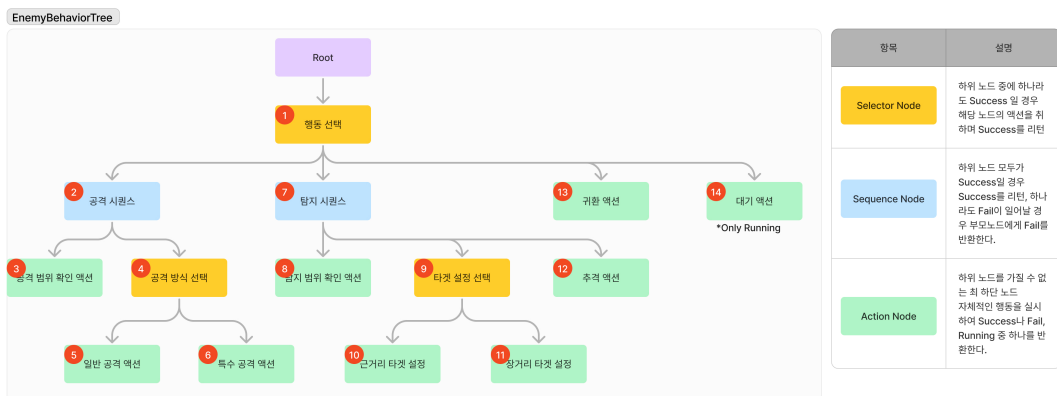 EnemyBehaviorTree
Root
1
행동 선택
2
공격 시퀀스
7
탐지 시퀀스
13
귀환 액션
14
대기 액션
*Only Running
3
공격 범위 확인 액션
4
공격 방식 선택
8
탐지 범위 확인 액션
9
타겟 설정 선택
12
추격 액션
5
일반 공격 액션
6
특수 공격 액션
10
근거리 타겟 설정
11
장거리 타겟 설정
항목
설명
Selector Node
하위 노드 중에 하나라
도 Success 일 경우
해당 노드의 액션을 취
하며 Success를 리턴
Sequence Node
하위 노드 모두가
Success일 경우
Success를 리턴, 하나
라도 Fail이 일어날 경
우 부모노드에게 Fail를
반환한다.
Action Node
하위 노드를 가질 수 없
는 최 하단 노드
자체적인 행동을 실시
하여 Success나 Fail,
Running 중 하나를 반
환한다.